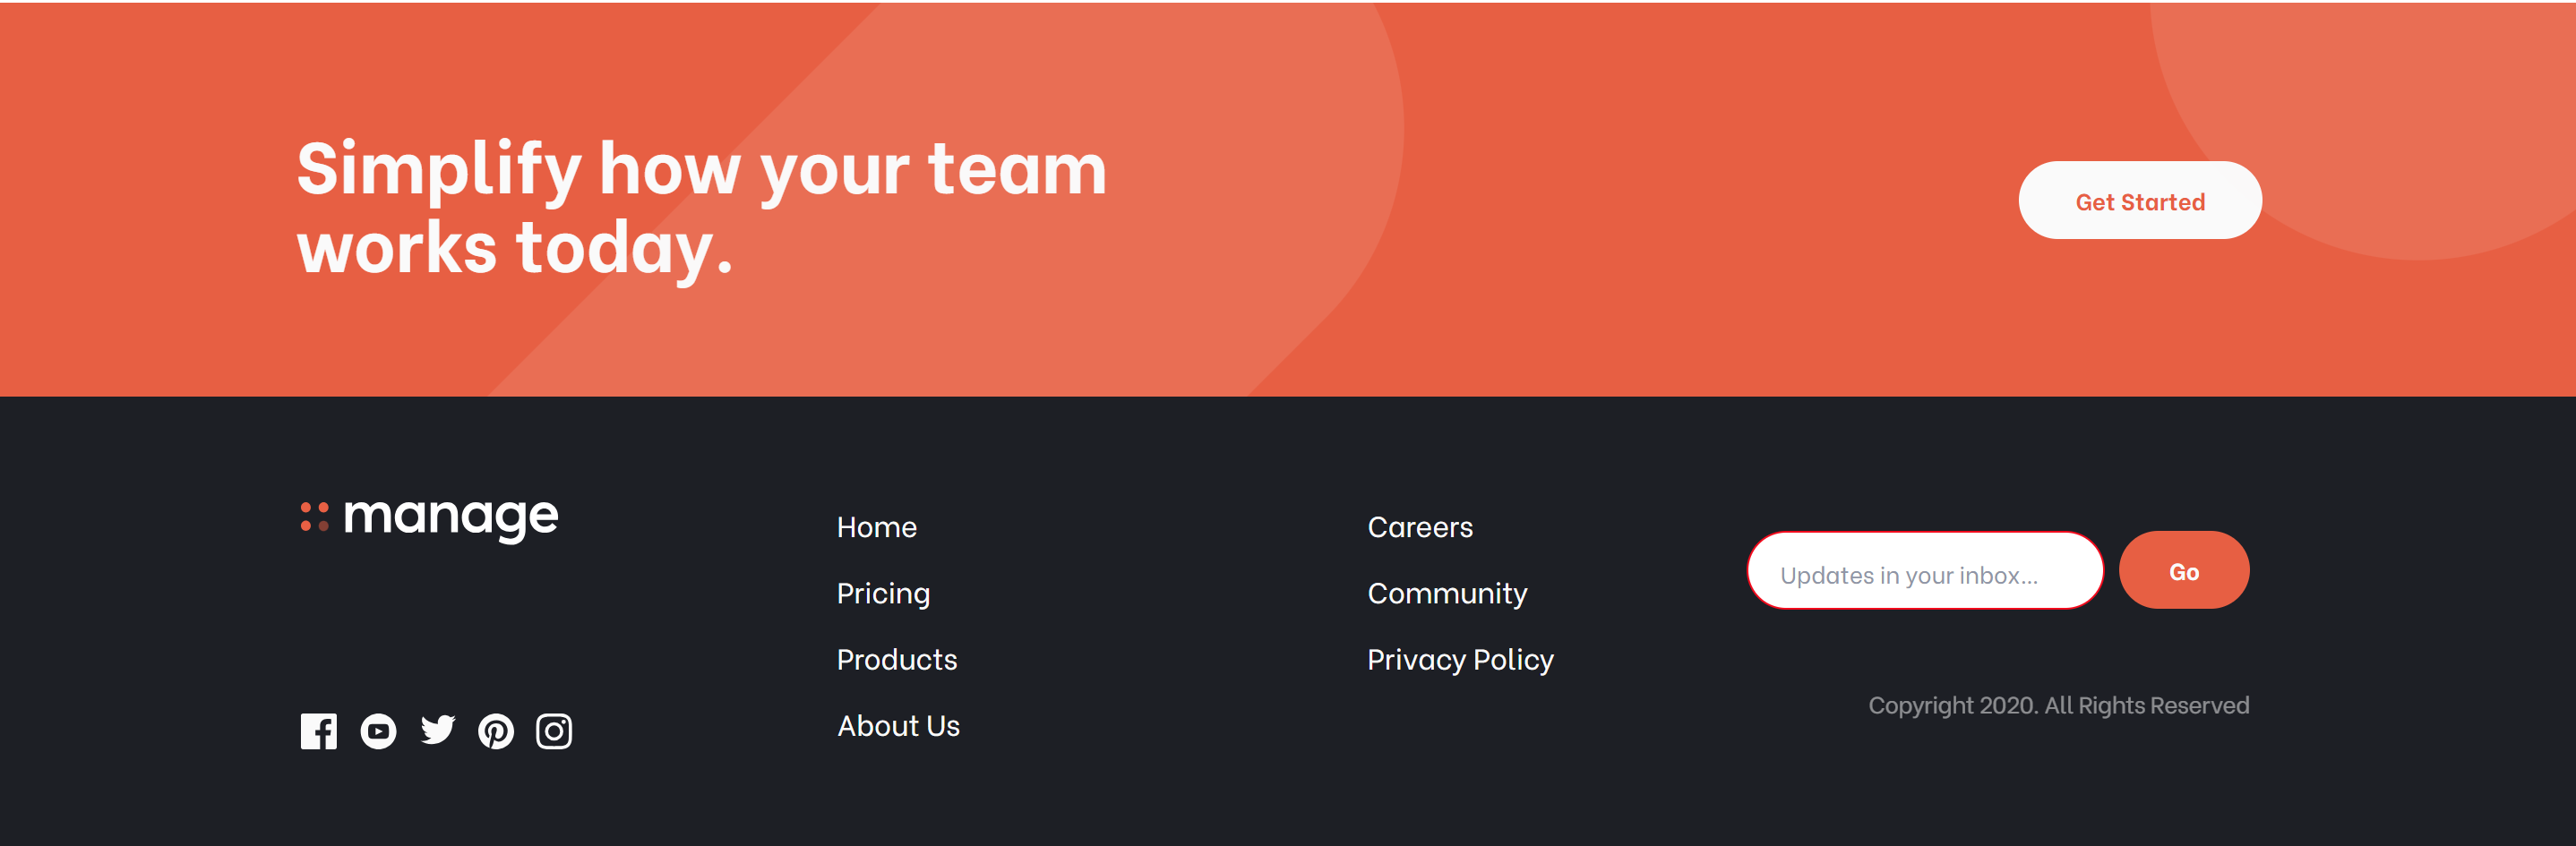 Simplify how your team
works today.
Get Started
manage
Home
Pricing
Products
About Us
Careers
Community
Privacy Policy
Updates in your inbox...
Go
Copyright 2020. All Rights Reserved